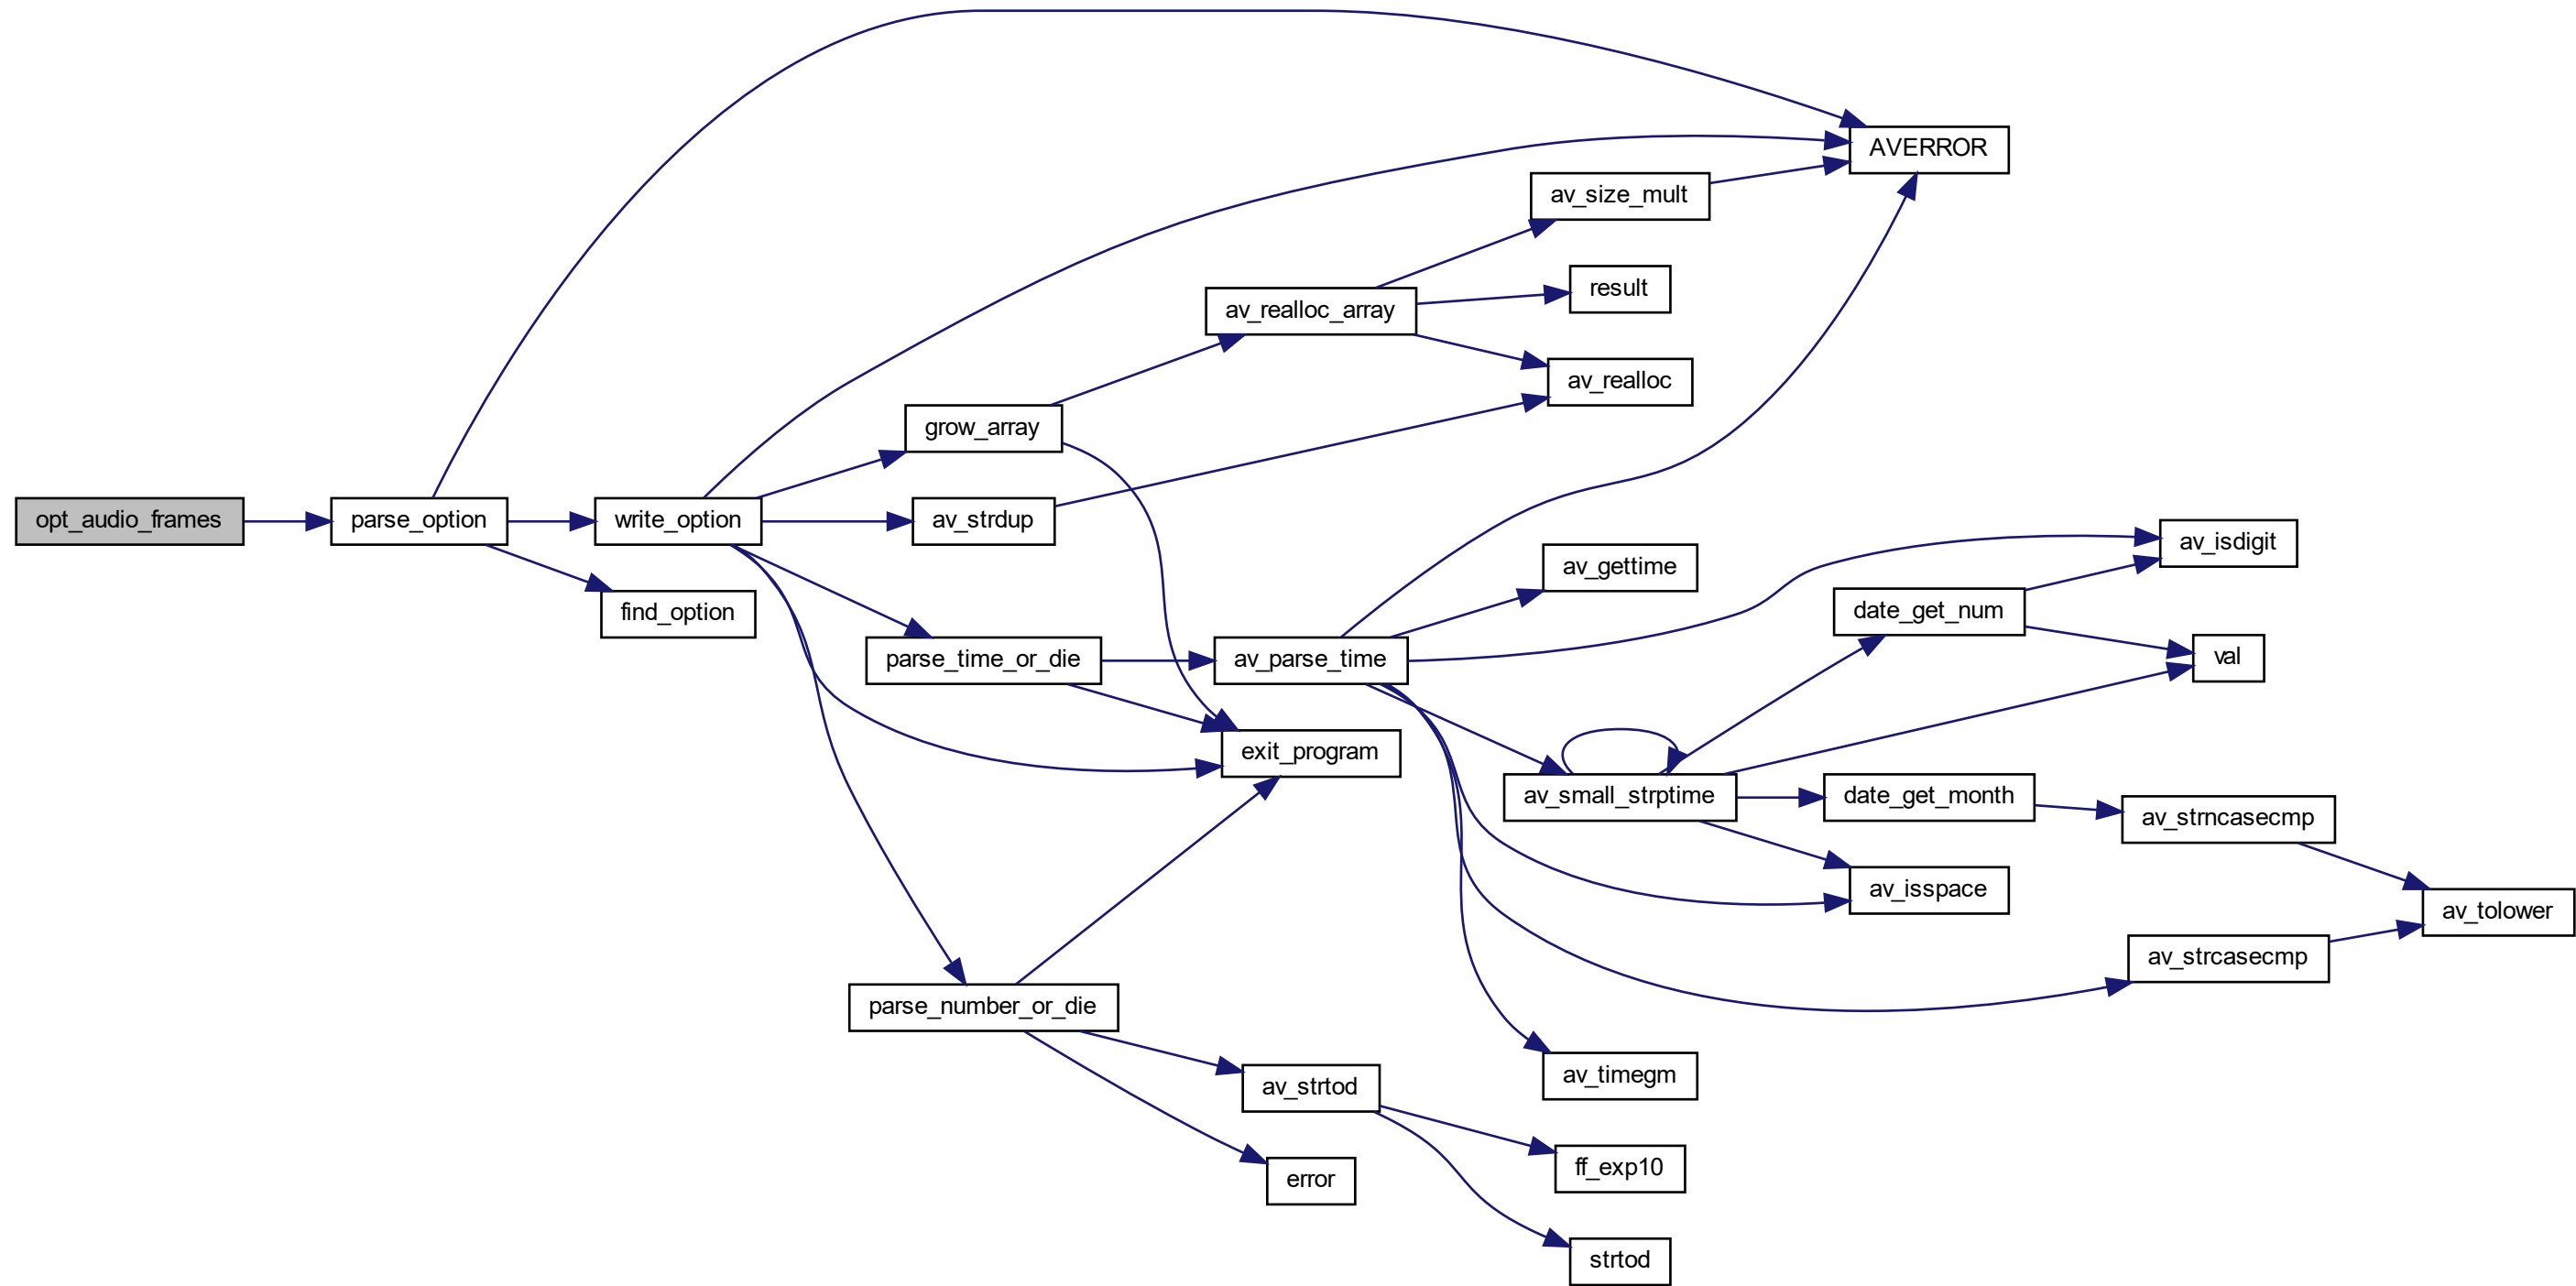 AVERROR
av_size_mult
result
av_realloc_array
av_realloc
grow_array
opt_audio_frames
parse_option
write_option
av_strdup
av_isdigit
av_gettime
find_option
date_get_num
parse_time_or_die
av_parse_time
val
exit_program
av_small_strptime
date_get_month
av_strncasecmp
av_isspace
av_tolower
av_strcasecmp
parse_number_or_die
av_timegm
av_strtod
ff_exp10
error
strtod